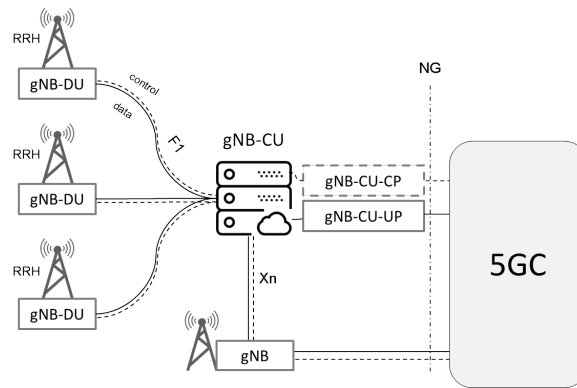 RRH
gNB-DU
control
data
F1
NG
gNB-CU
RRH
gNB-DU
gNB-CU-CP
gNB-CU-UP
5GC
RRH
gNB-DU
Xn
gNB